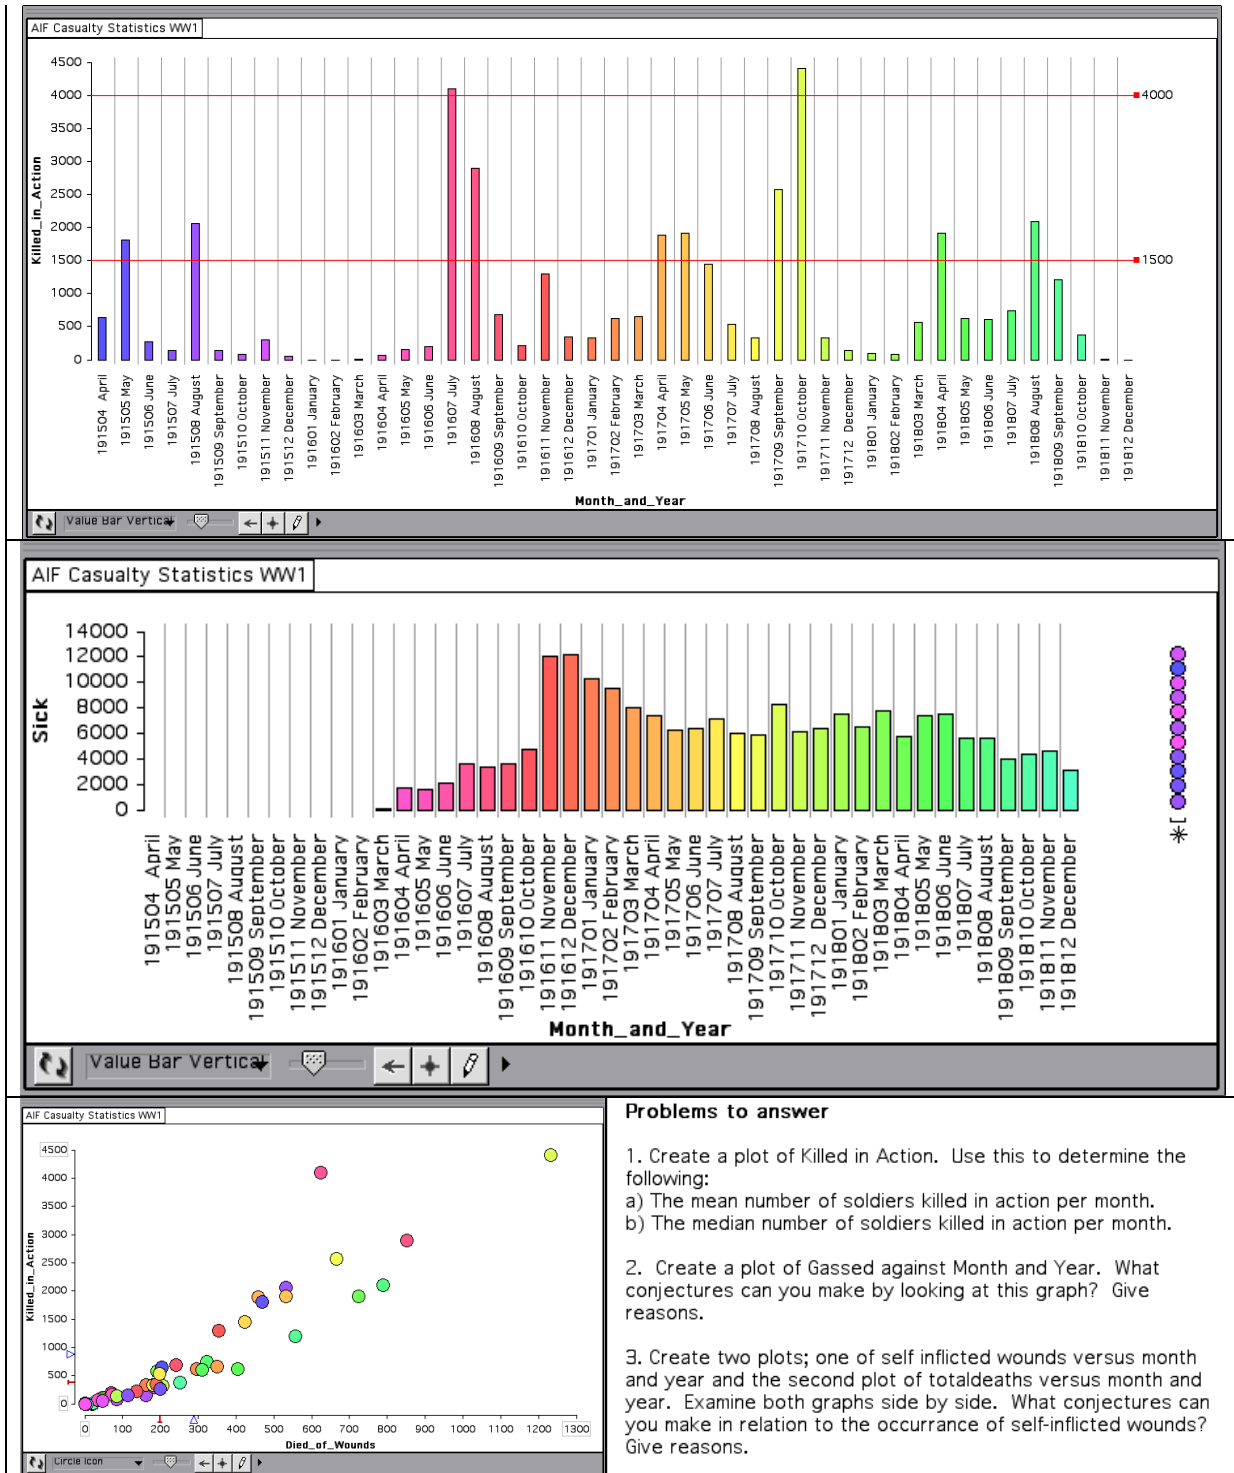 AIF Casualty Statistics WW1
4500
4000
3500
3000
2500
2000
1500
1000
500
0
Killed_in_Action
4000
1500
191504 April
191505 May
191506 June
191507 July
191508 August
191509 September
191510 October
191511 November
191512 December
191601 January
191602 February
191603 March
191604 April
191605 May
191606 June
191607 July
191608 August
191609 September
191610 October
191611 November
191612 December
191701 January
191702 February
191703 March
191704 April
191705 May
191706 June
191707 July
191708 August
191709 September
191710 October
191711 November
191712 December
191801 January
191802 February
191803 March
191804 April
191805 May
191806 June
191807 July
191808 August
191809 September
191810 October
191811 November
191812 December
Month_and_Year
Value Bar Vertical
AIF Casualty Statistics WW1
14000
12000
10000
8000
6000
4000
2000
0
Sick
191504 April
191505 May
191506 June
191507 July
191508 August
191509 September
191510 October
191511 November
191512 December
191601 January
191602 February
191603 March
191604 April
191605 May
191606 June
191607 July
191608 August
191609 September
191610 October
191611 November
191612 December
191701 January
191702 February
191703 March
191704 April
191705 May
191706 June
191707 July
191708 August
191709 September
191710 October
191711 November
191712 December
191801 January
191802 February
191803 March
191804 April
191805 May
191806 June
191807 July
191808 August
191809 September
191810 October
191811 November
191812 December
Month_and_Year
Value Bar Vertical
AIF Casualty Statistics WW1
4500
4000
3500
3000
2500
2000
1500
1000
500
0
Killed_in_Action
0 100 200 300 400 500 600 700 800 900 1000 1100 1200 1300
Died_of_Wounds
Circle Icon
Problems to answer
1. Create a plot of Killed in Action. Use this to determine the
following:
a) The mean number of soldiers killed in action per month.
b) The median number of soldiers killed in action per month.
2. Create a plot of Gassed against Month and Year. What
conjectures can you make by looking at this graph? Give
reasons.
3. Create two plots; one of self inflicted wounds versus month
and year and the second plot of totaldeaths versus month and
year. Examine both graphs side by side. What conjectures can
you make in relation to the occurrance of self-inflicted wounds?
Give reasons.